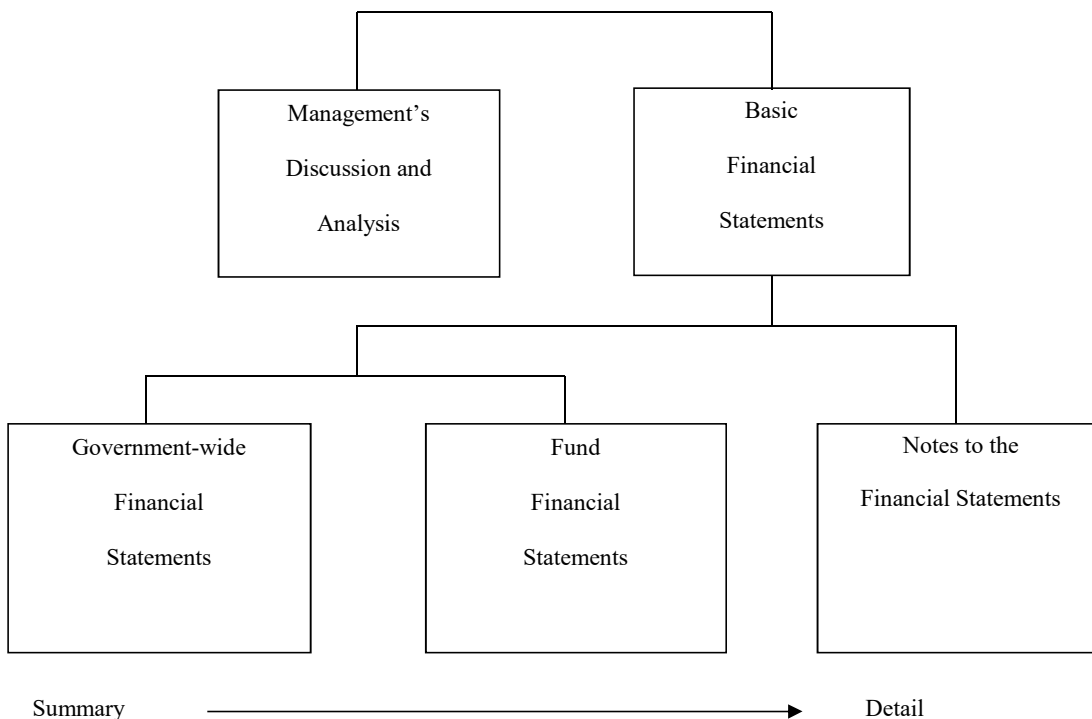 Management’s
Discussion and
Analysis
Basic
Financial
Statements
Government-wide
Financial
Statements
Fund
Financial
Statements
Notes to the
Financial Statements
Summary
Detail